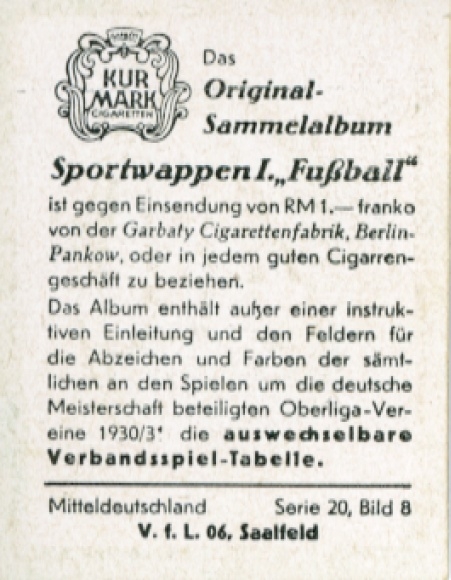 GARBATY
KUR
MARK
CIGARETTEN
Das
Original-
Sammelalbum
Sportwappen I. „Fußball“
ist gegen Einsendung von RM 1.— franko
von der Garbaty Cigarettenfabrik, Berlin-
Pankow, oder in jedem guten Cigarren-
geschäft zu beziehen.
Das Album enthält außer einer instruk-
tiven Einleitung und den Feldern für
die Abzeichen und Farben der sämt-
lichen an den Spielen um die deutsche
Meisterschaft beteiligten Oberliga-Ver-
eine 1930/31 die auswechselbare
Verbandsspiel-Tabelle.
Mitteldeutschland Serie 20, Bild 8
V. f. L. 06, Saalfeld